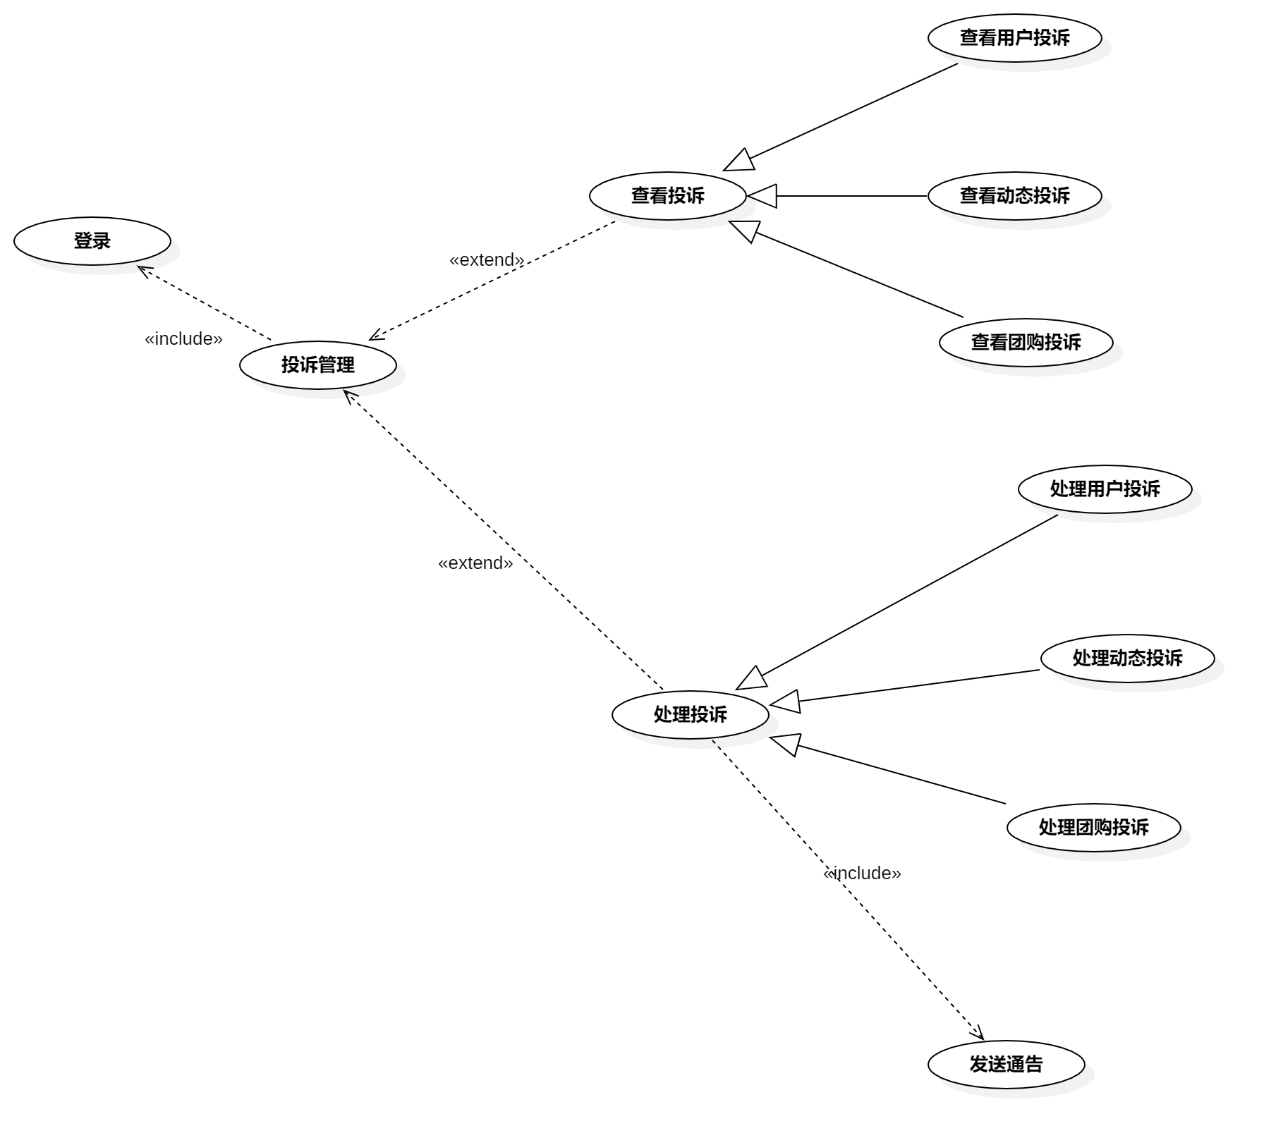 查看用户投诉
查看投诉
查看动态投诉
登录
«extend»
«include»
查看团购投诉
投诉管理
处理用户投诉
«extend»
处理动态投诉
处理投诉
处理团购投诉
«include»
发送通告